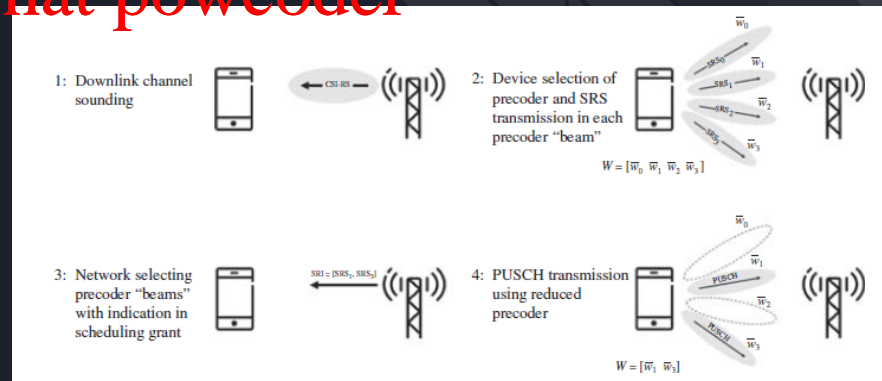 powcoder
1: Downlink channel
sounding
CSI-RS
2: Device selection of
precoder and SRS
transmission in each
precoder “beam”
SRS₀
SRS₁
SRS₂
SRS₃
w̅₀
w̅₁
w̅₂
w̅₃
W = [w̅₀ w̅₁ w̅₂ w̅₃]
3: Network selecting
precoder “beams”
with indication in
scheduling grant
SRI = [SRS₁, SRS₃]
4: PUSCH transmission
using reduced
precoder
PUSCH
PUSCH
w̅₀
w̅₁
w̅₂
w̅₃
W = [w̅₁ w̅₃]